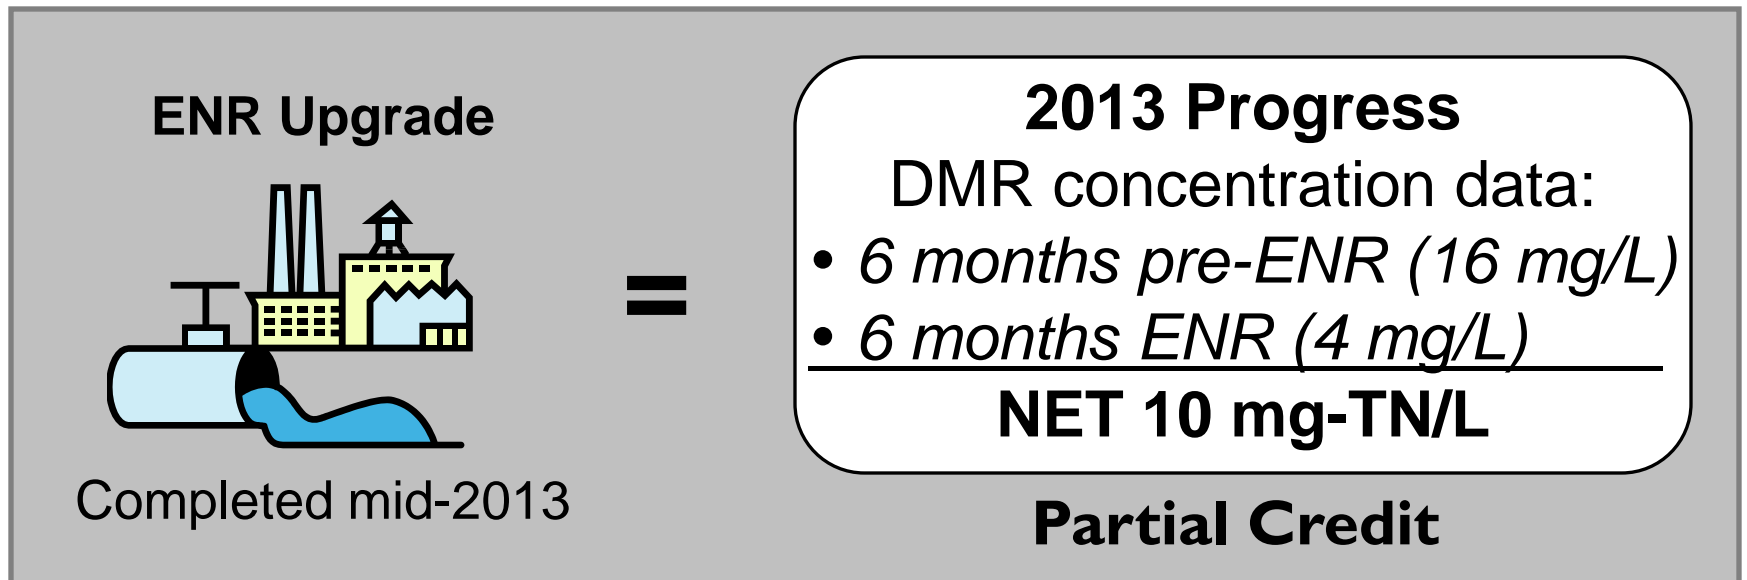 ENR Upgrade
Completed mid-2013
=
2013 Progress
DMR concentration data:
• 6 months pre-ENR (16 mg/L)
• 6 months ENR (4 mg/L)
NET 10 mg-TN/L
Partial Credit